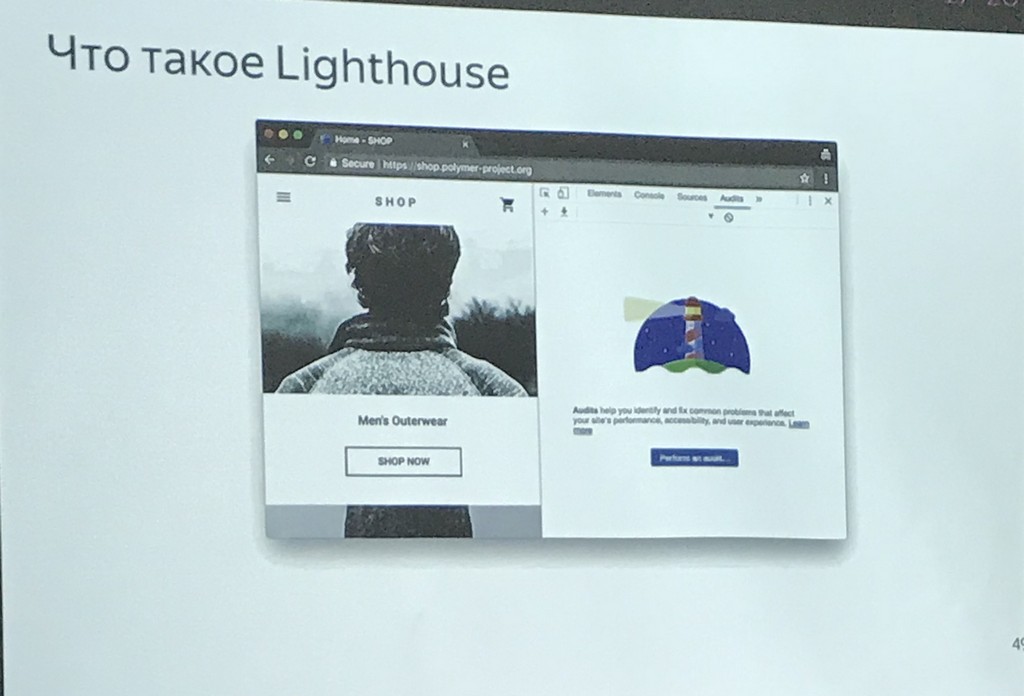 Что такое Lighthouse
Home - SHOP
Secure https://shop.polymer-project.org
Elements Console Sources Audits »
SHOP
Audits help you identify and fix common problems that affect
your site's performance, accessibility, and user experience. Learn
more
Men's Outerwear
Perform an audit...
SHOP NOW